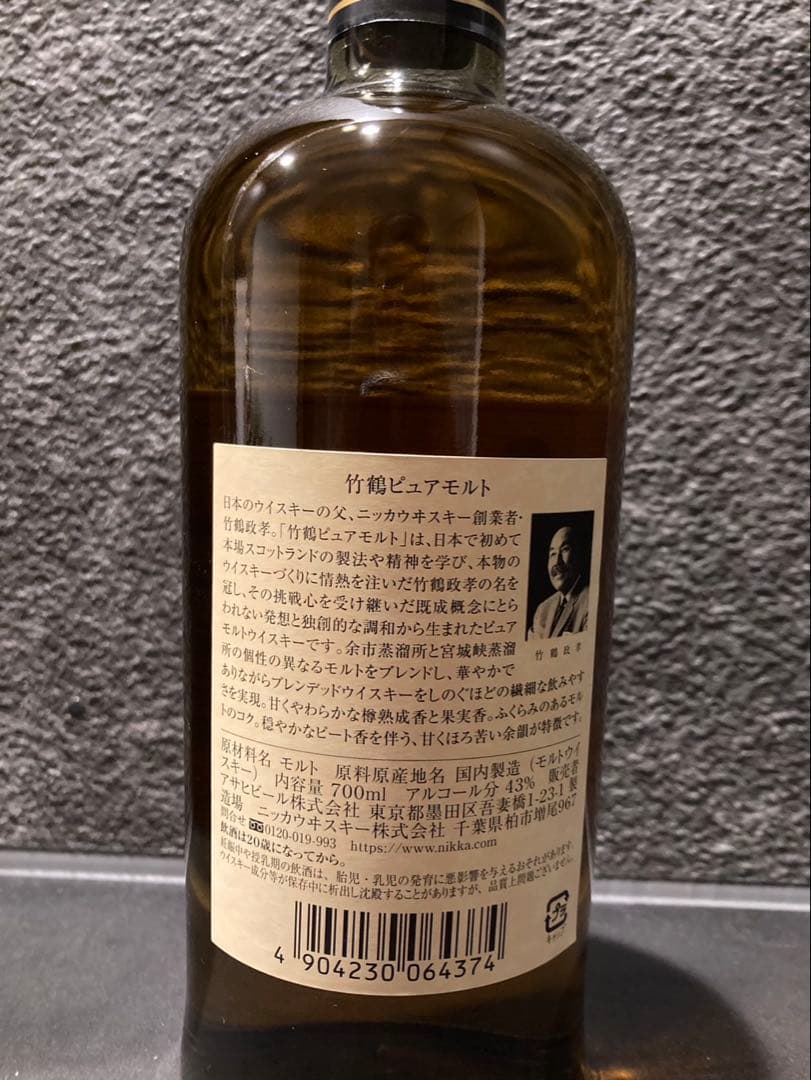 竹鶴ピュアモルト
日本のウイスキーの父、ニッカウヰスキー創業者・
竹鶴政孝。「竹鶴ピュアモルト」は、日本で初めて
本場スコットランドの製法や精神を学び、本物の
ウイスキーづくりに情熱を注いだ竹鶴政孝の名を
冠し、その挑戦心を受け継いだ既成概念にとら
われない発想と独創的な調和から生まれたピュア
モルトウイスキーです。余市蒸溜所と宮城峡蒸溜
所の個性の異なるモルトをブレンドし、華やかで
ありながらブレンデッドウイスキーをしのぐほどの繊細な飲みやす
さを実現。甘くやわらかな樽熟成香と果実香。ふくらみのあるモル
トのコク。穏やかなピート香を伴う、甘くほろ苦い余韻が特徴です。
竹鶴政孝
原材料名 モルト 原料原産地名 国内製造（モルトウイ
スキー） 内容量 700ml アルコール分 43% 販売者
アサヒビール株式会社 東京都墨田区吾妻橋1-23-1 製
造場 ニッカウヰスキー株式会社 千葉県柏市増尾967
問合せ 0120-019-993 https://www.nikka.com
飲酒は20歳になってから。
妊娠中や授乳期の飲酒は、胎児・乳児の発育に悪影響を与えるおそれがあります。
ウイスキー成分等が保存中に析出し沈殿することがありますが、品質上問題ございません。
プラ
キャップ
4 904230 064374